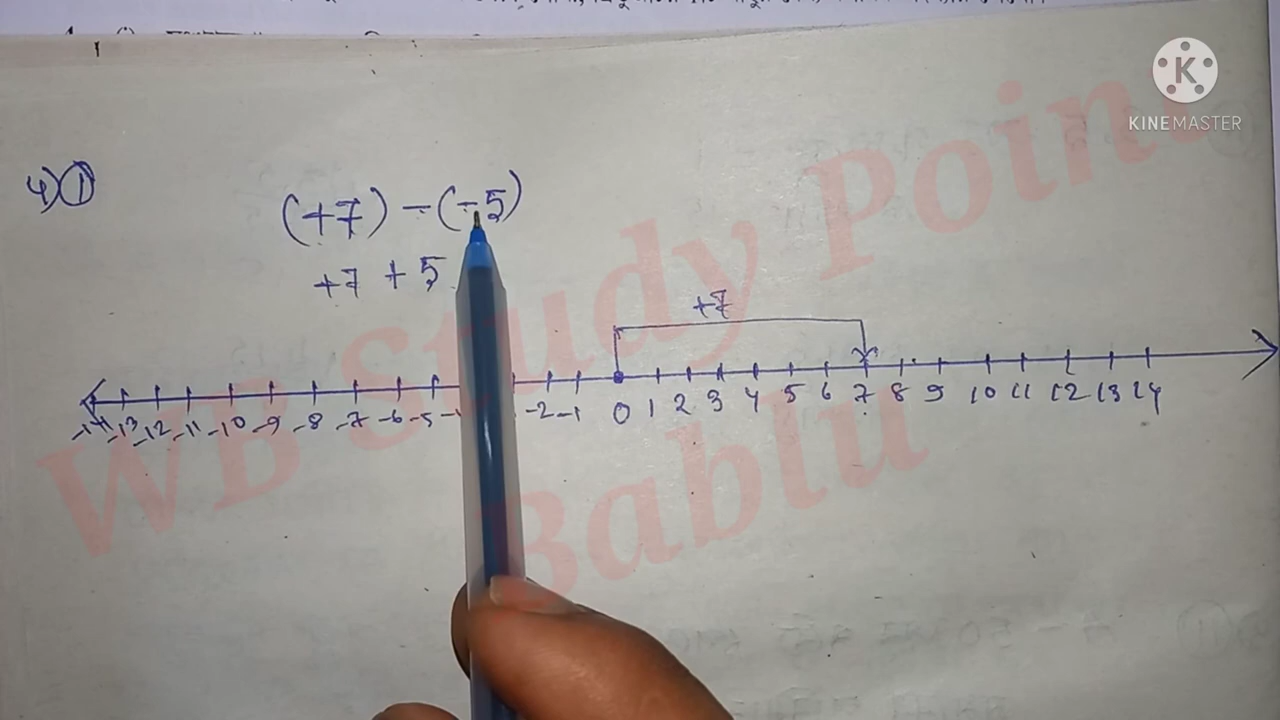 KINEMASTER
4) ①
(+7) - (-5)
+7 + 5
+7
-14 -13 -12 -11 -10 -9 -8 -7 -6 -5 -2 -1 0 1 2 3 4 5 6 7 8 9 10 11 12 13 14
WB Study Point
Bablu